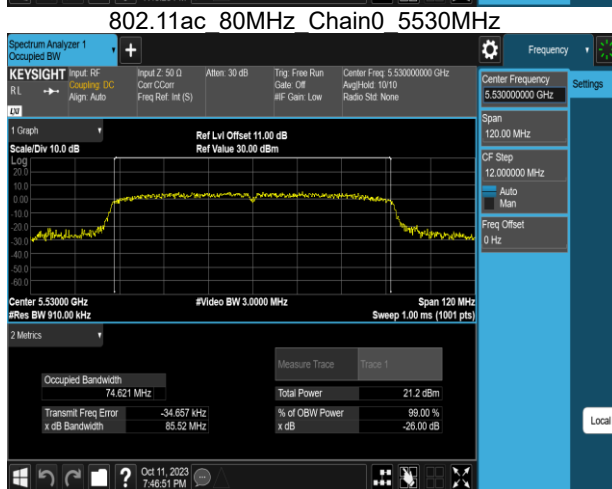 802.11ac_80MHz_Chain0_5530MHz
Spectrum Analyzer 1
Occupied BW
+
Frequency
KEYSIGHT
RL
LXI
Input: RF
Coupling: DC
Align: Auto
Input Z: 50 Ω
Corr CCorr
Freq Ref: Int (S)
Atten: 30 dB
Trig: Free Run
Gate: Off
#IF Gain: Low
Center Freq: 5.530000000 GHz
Avg|Hold: 10/10
Radio Std: None
Center Frequency
5.530000000 GHz
Settings
Span
120.00 MHz
CF Step
12.000000 MHz
Auto
Man
Freq Offset
0 Hz
Local
1 Graph
Scale/Div 10.0 dB
Ref Lvl Offset 11.00 dB
Ref Value 30.00 dBm
Log
20.0
10.0
0.00
-10.0
-20.0
-30.0
-40.0
-50.0
-60.0
Center 5.53000 GHz
#Video BW 3.0000 MHz
Span 120 MHz
#Res BW 910.00 kHz
Sweep 1.00 ms (1001 pts)
2 Metrics
Measure Trace
Trace 1
Occupied Bandwidth
74.621 MHz
Total Power
21.2 dBm
Transmit Freq Error
-34.657 kHz
% of OBW Power
99.00 %
x dB Bandwidth
85.52 MHz
x dB
-26.00 dB
?
Oct 11, 2023
7:46:51 PM